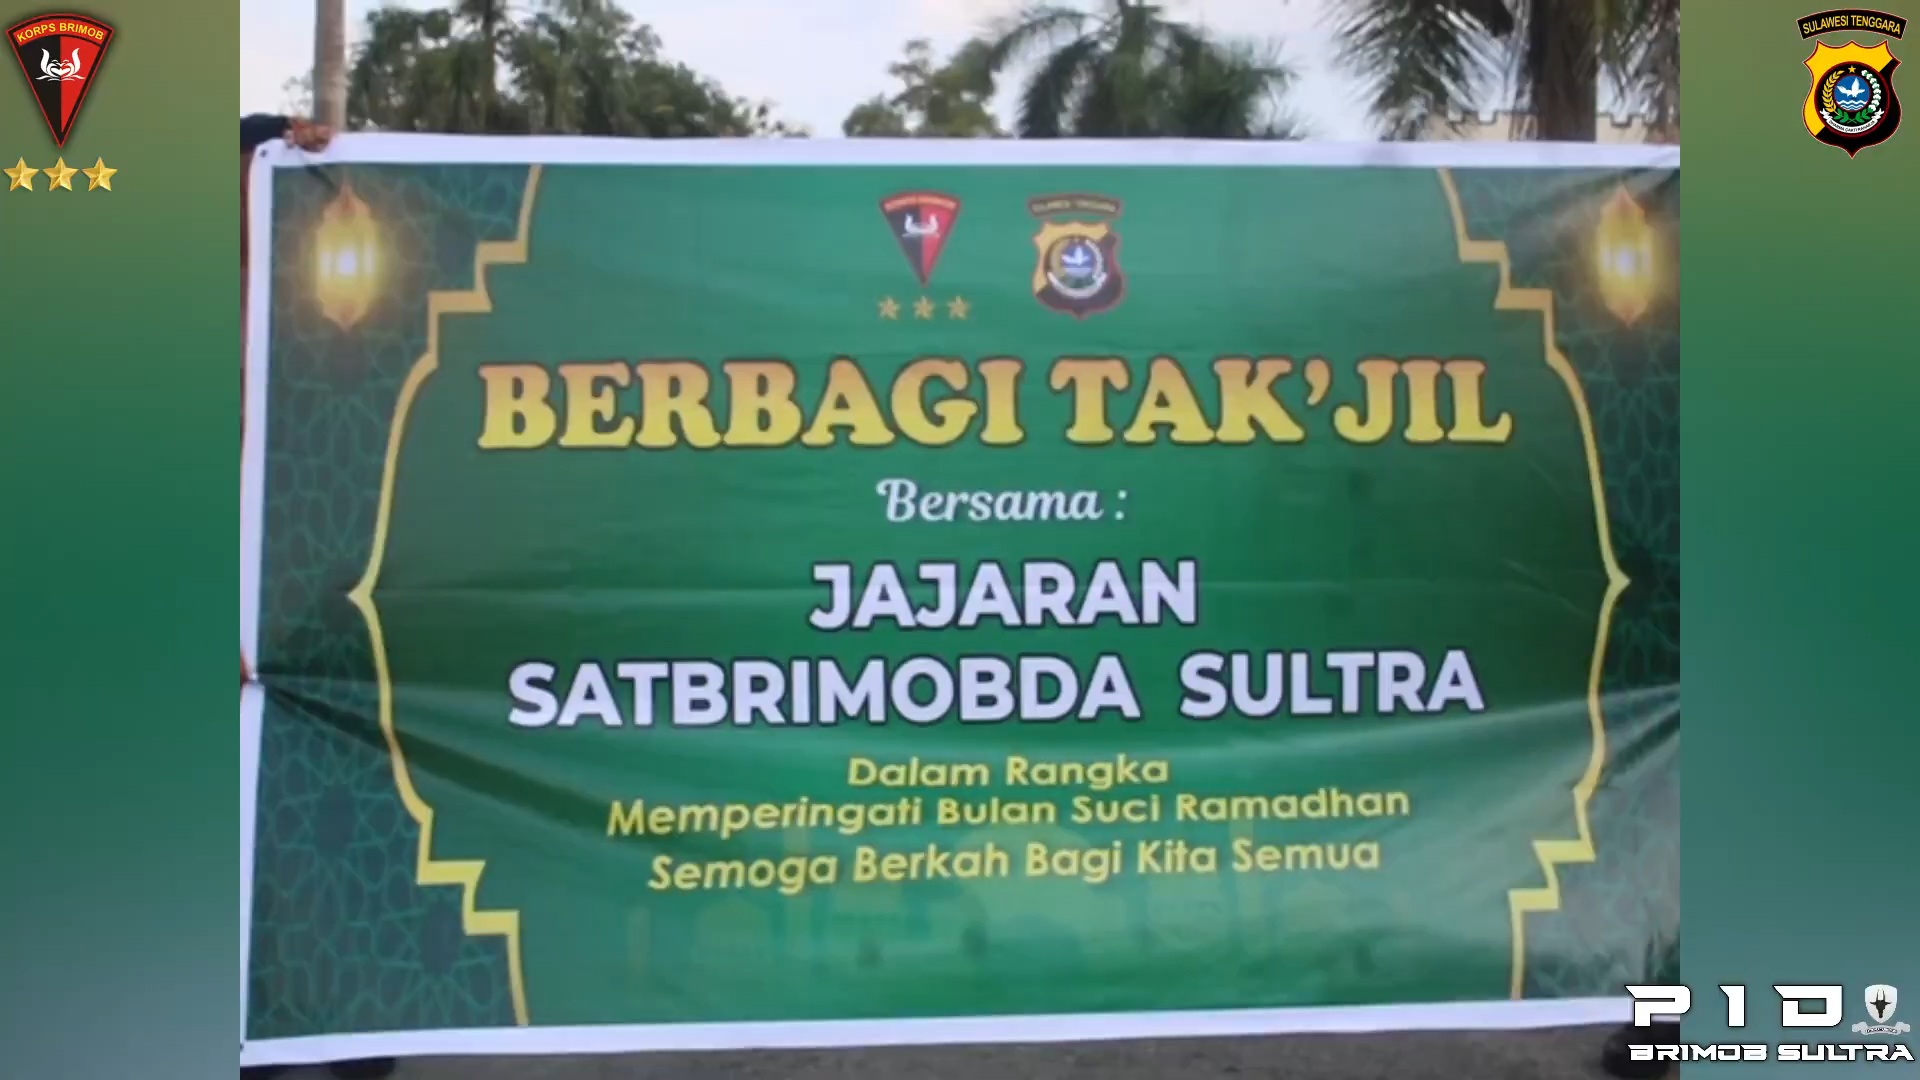 KORPS BRIMOB
SULAWESI TENGGARA
BERBAGI TAK'JIL
Bersama :
JAJARAN
SATBRIMOBDA SULTRA
Dalam Rangka
Memperingati Bulan Suci Ramadhan
Semoga Berkah Bagi Kita Semua
PID
BRIMOB SULTRA